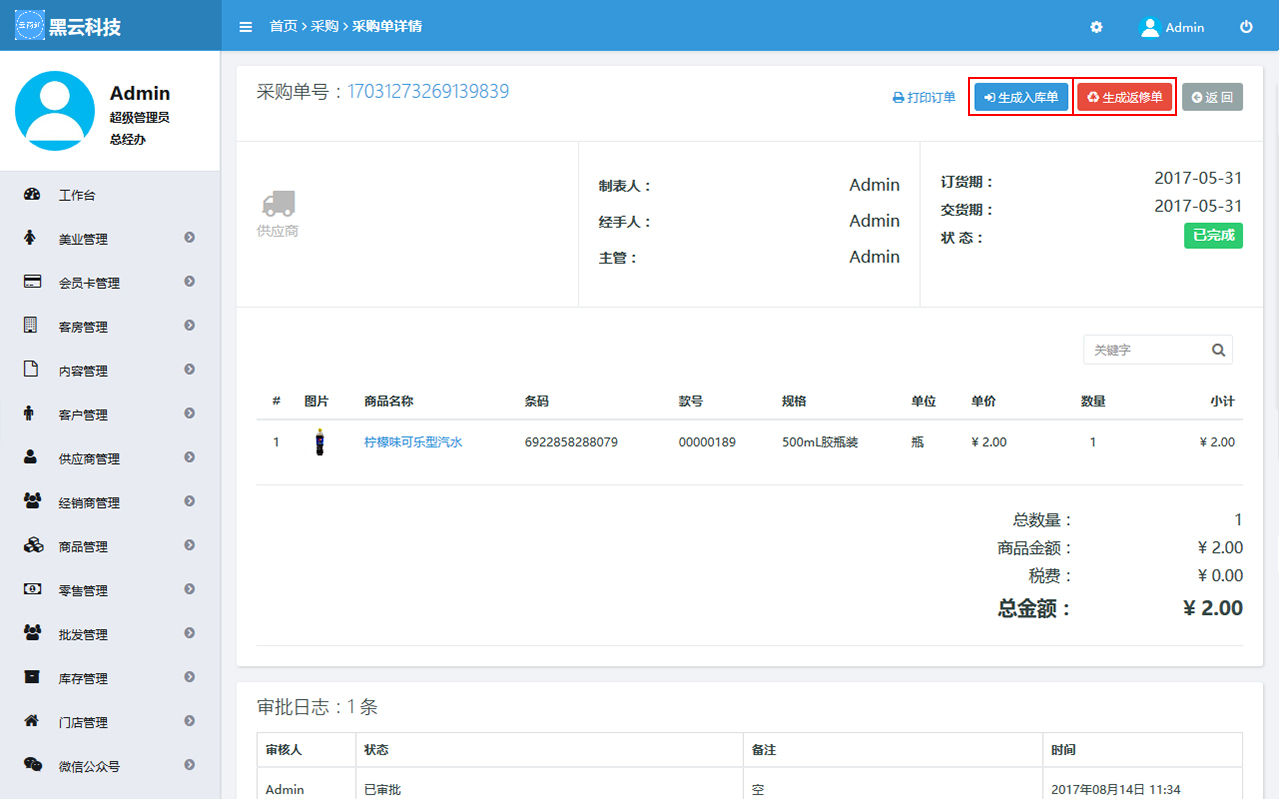 黑云科技
首页 > 采购 > 采购单详情
Admin
Admin
超级管理员
总经办
工作台
美业管理
会员卡管理
客房管理
内容管理
客户管理
供应商管理
经销商管理
商品管理
零售管理
批发管理
库存管理
门店管理
微信公众号
采购单号：17031273269139839
打印订单 生成入库单 生成返修单 返 回
供应商
制表人： Admin
经手人： Admin
主管： Admin
订货期： 2017-05-31
交货期： 2017-05-31
状 态： 已完成
关键字
# 图片 商品名称 条码 款号 规格 单位 单价 数量 小计
1 柠檬味可乐型汽水 6922858288079 00000189 500mL胶瓶装 瓶 ¥ 2.00 1 ¥ 2.00
总数量： 1
商品金额： ¥ 2.00
税费： ¥ 0.00
总金额： ¥ 2.00
审批日志：1 条
审核人 状态 备注 时间
Admin 已审批 空 2017年08月14日 11:34